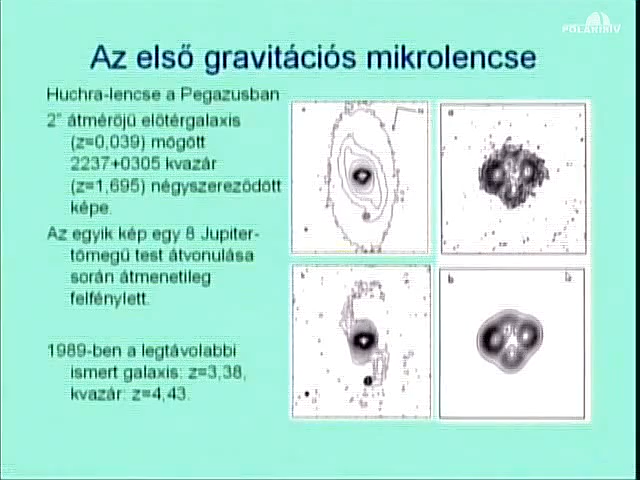 POLARISTV
Az első gravitációs mikrolencse
Huchra-lencse a Pegazusban
2" átmérőjű előtérgalaxis
(z=0,039) mögött
2237+0305 kvazár
(z=1,695) négyszereződött
képe.
Az egyik kép egy 8 Jupiter-
tömegű test átvonulása
során átmenetileg
felfénylett.
1989-ben a legtávolabbi
ismert galaxis: z=3,38,
kvazár: z=4,43.
a
b